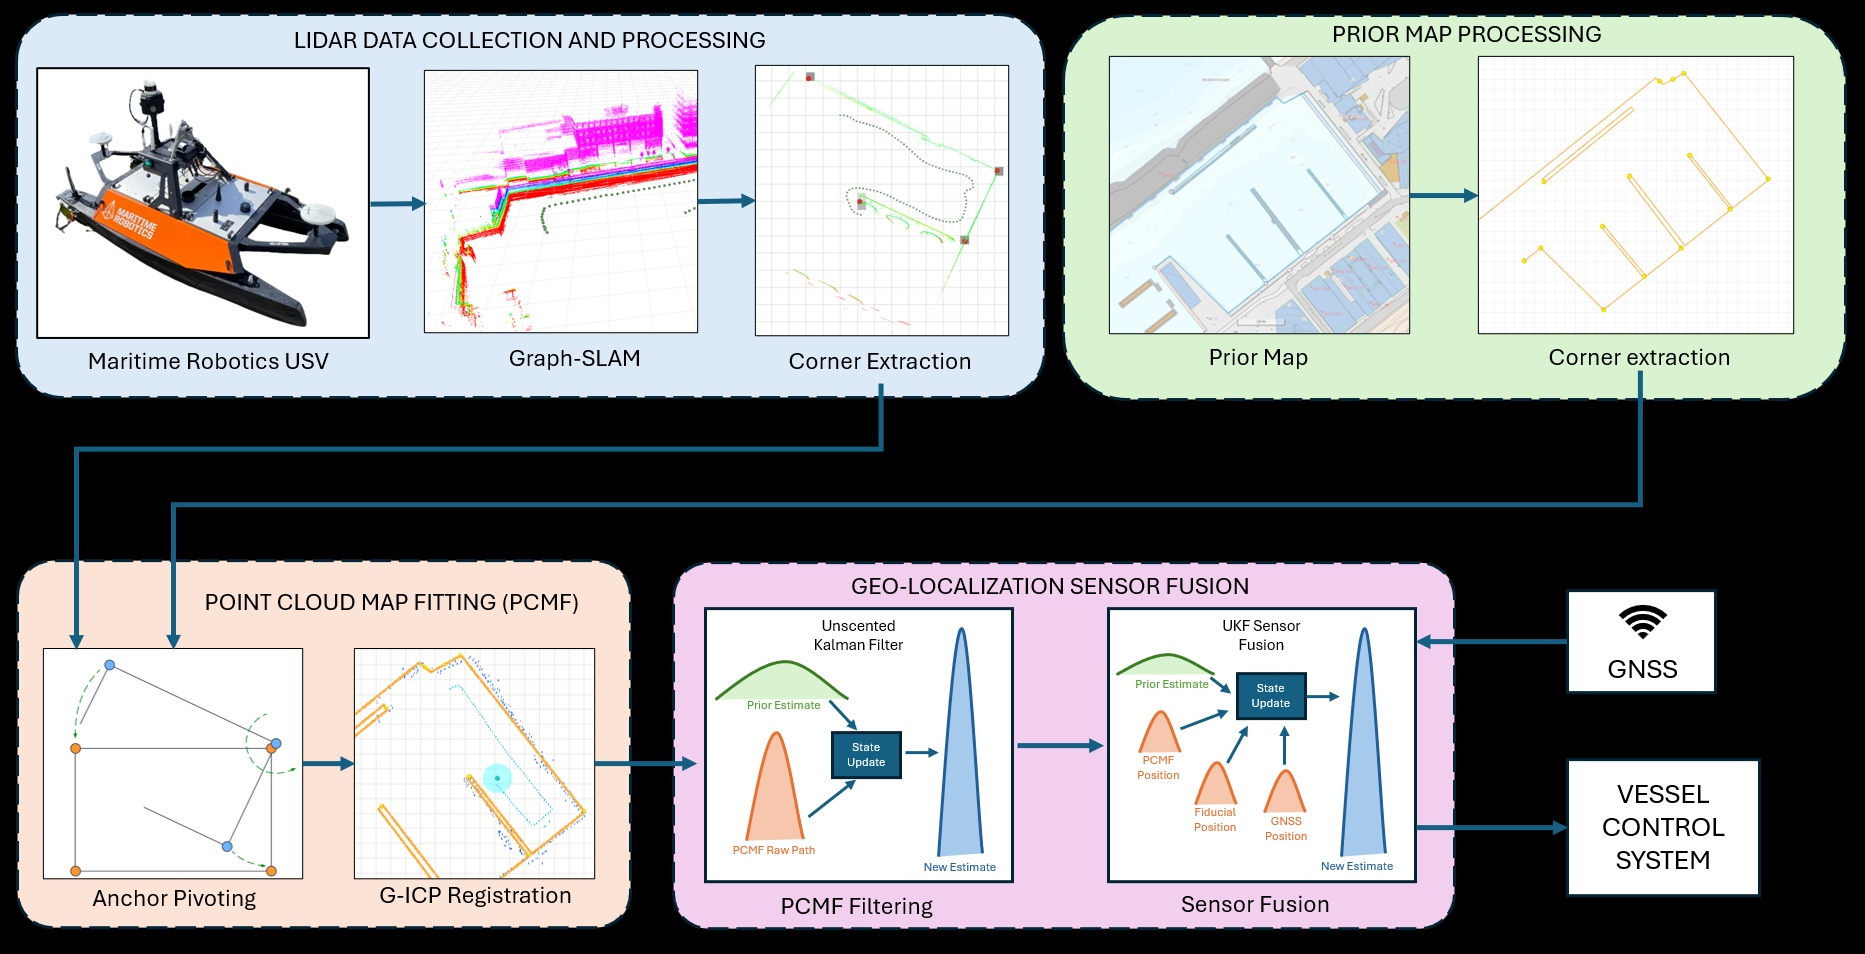 LIDAR DATA COLLECTION AND PROCESSING
MARITIME
ROBOTICS
Maritime Robotics USV
Graph-SLAM
Corner Extraction
PRIOR MAP PROCESSING
Prior Map
Corner extraction
POINT CLOUD MAP FITTING (PCMF)
Anchor Pivoting
G-ICP Registration
GEO-LOCALIZATION SENSOR FUSION
Unscented
Kalman Filter
Prior Estimate
State
Update
PCMF Raw Path
New Estimate
PCMF Filtering
UKF Sensor
Fusion
Prior Estimate
State
Update
PCMF
Position
Fiducial
Position
GNSS
Position
New Estimate
Sensor Fusion
GNSS
VESSEL
CONTROL
SYSTEM